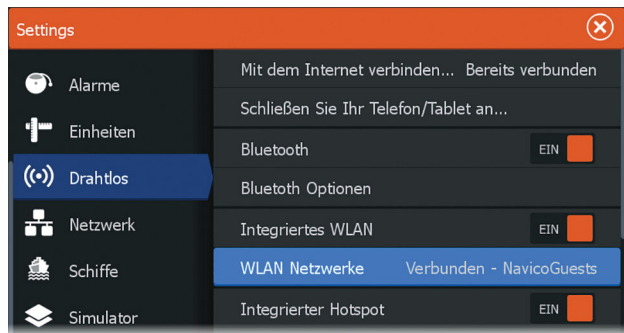 Settings
Alarme
Einheiten
Drahtlos
Netzwerk
Schiffe
Simulator
Mit dem Internet verbinden... Bereits verbunden
Schließen Sie Ihr Telefon/Tablet an...
Bluetooth EIN
Bluetoth Optionen
Integriertes WLAN EIN
WLAN Netzwerke Verbunden - NavicoGuests
Integrierter Hotspot EIN